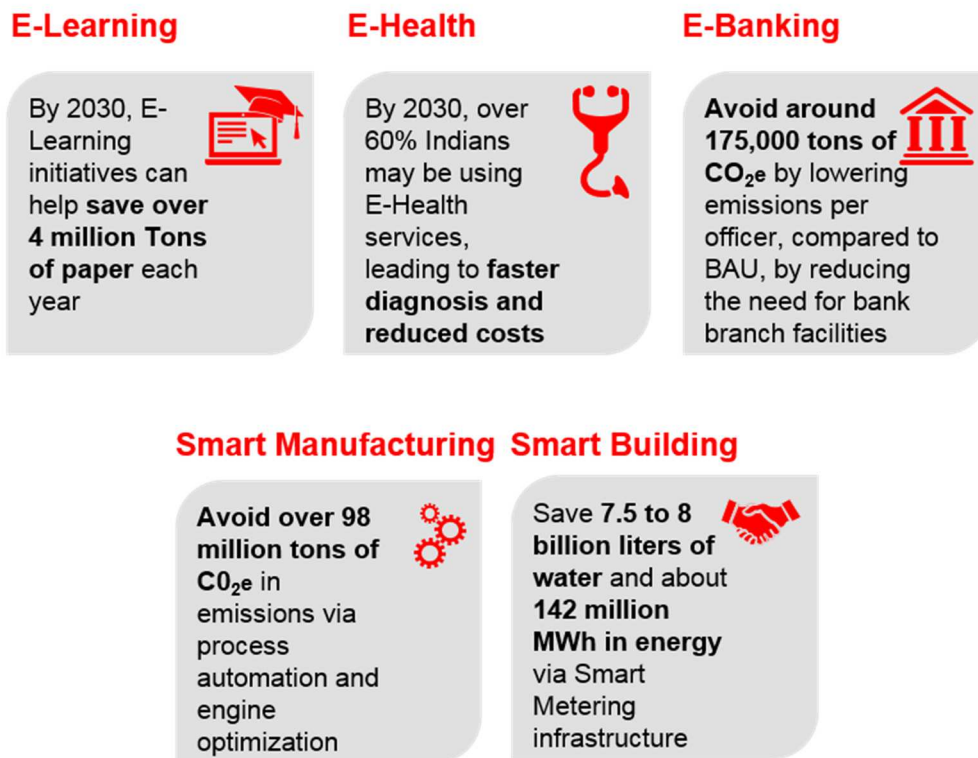 E-Learning
By 2030, E-
Learning
initiatives can
help save over
4 million Tons
of paper each
year
E-Health
By 2030, over
60% Indians
may be using
E-Health
services,
leading to faster
diagnosis and
reduced costs
E-Banking
Avoid around
175,000 tons of
CO₂e by lowering
emissions per
officer, compared to
BAU, by reducing
the need for bank
branch facilities
Smart Manufacturing
Avoid over 98
million tons of
C0₂e in
emissions via
process
automation and
engine
optimization
Smart Building
Save 7.5 to 8
billion liters of
water and about
142 million
MWh in energy
via Smart
Metering
infrastructure